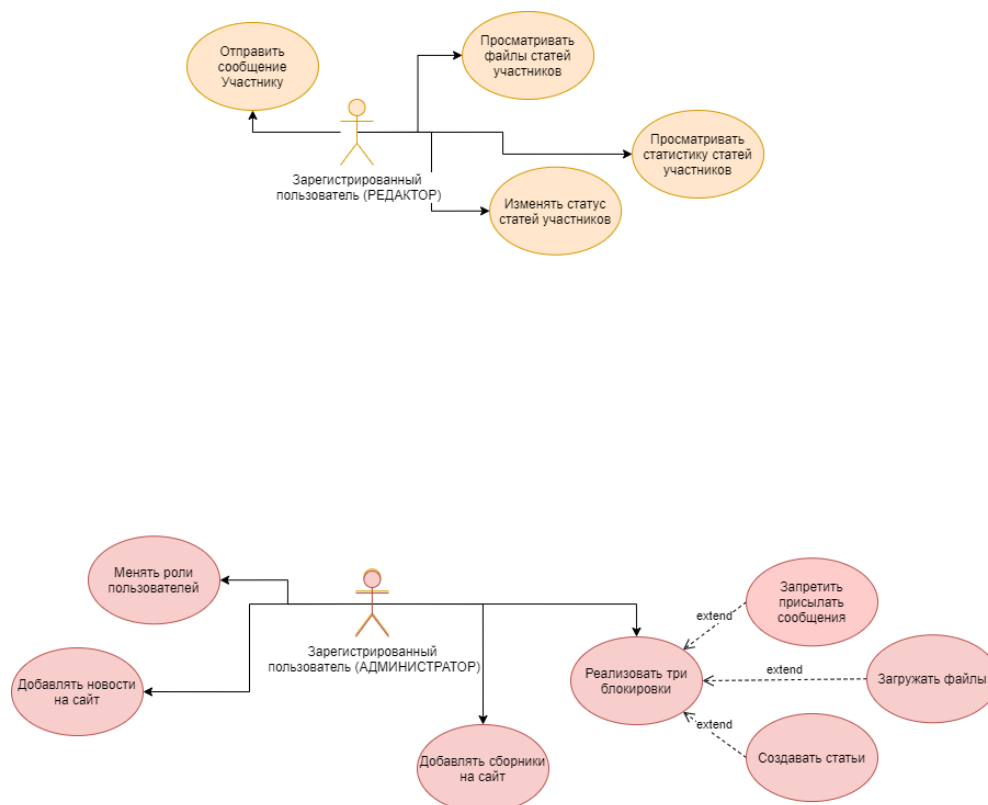 Отправить
сообщение
Участнику
Просматривать
файлы статей
участников
Просматривать
статистику статей
участников
Зарегистрированный
пользователь (РЕДАКТОР)
Изменять статус
статей участников
Менять роли
пользователей
Запретить
присылать
сообщения
extend
Зарегистрированный
пользователь (АДМИНИСТРАТОР)
Реализовать три
блокировки
extend
Загружать файлы
Добавлять новости
на сайт
extend
Добавлять сборники
на сайт
Создавать статьи